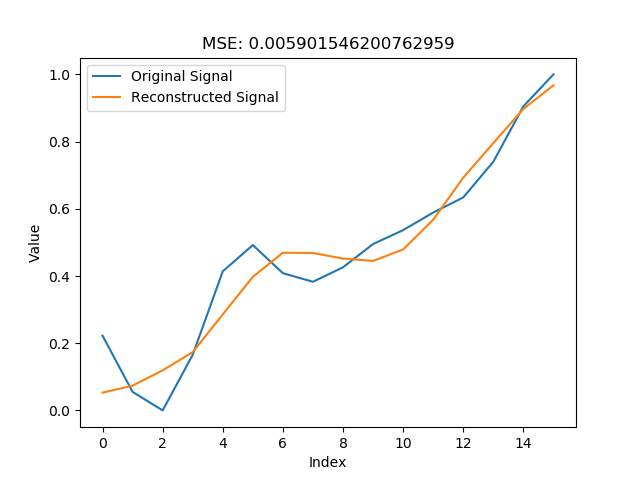 MSE: 0.005901546200762959
Original Signal
Reconstructed Signal
1.0
0.8
0.6
0.4
0.2
0.0
Value
0 2 4 6 8 10 12 14
Index